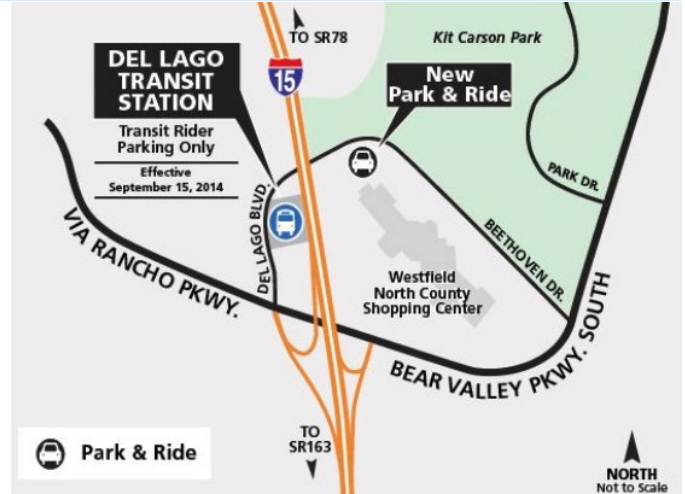 TO SR78
Kit Carson Park
DEL LAGO
TRANSIT
STATION
15
New
Park & Ride
Transit Rider
Parking Only
Effective
September 15, 2014
PARK DR.
DEL LAGO BLVD.
VIA RANCHO PKWY.
BEETHOVEN DR.
Westfield
North County
Shopping Center
BEAR VALLEY PKWY. SOUTH
TO
SR163
Park & Ride
NORTH
Not to Scale